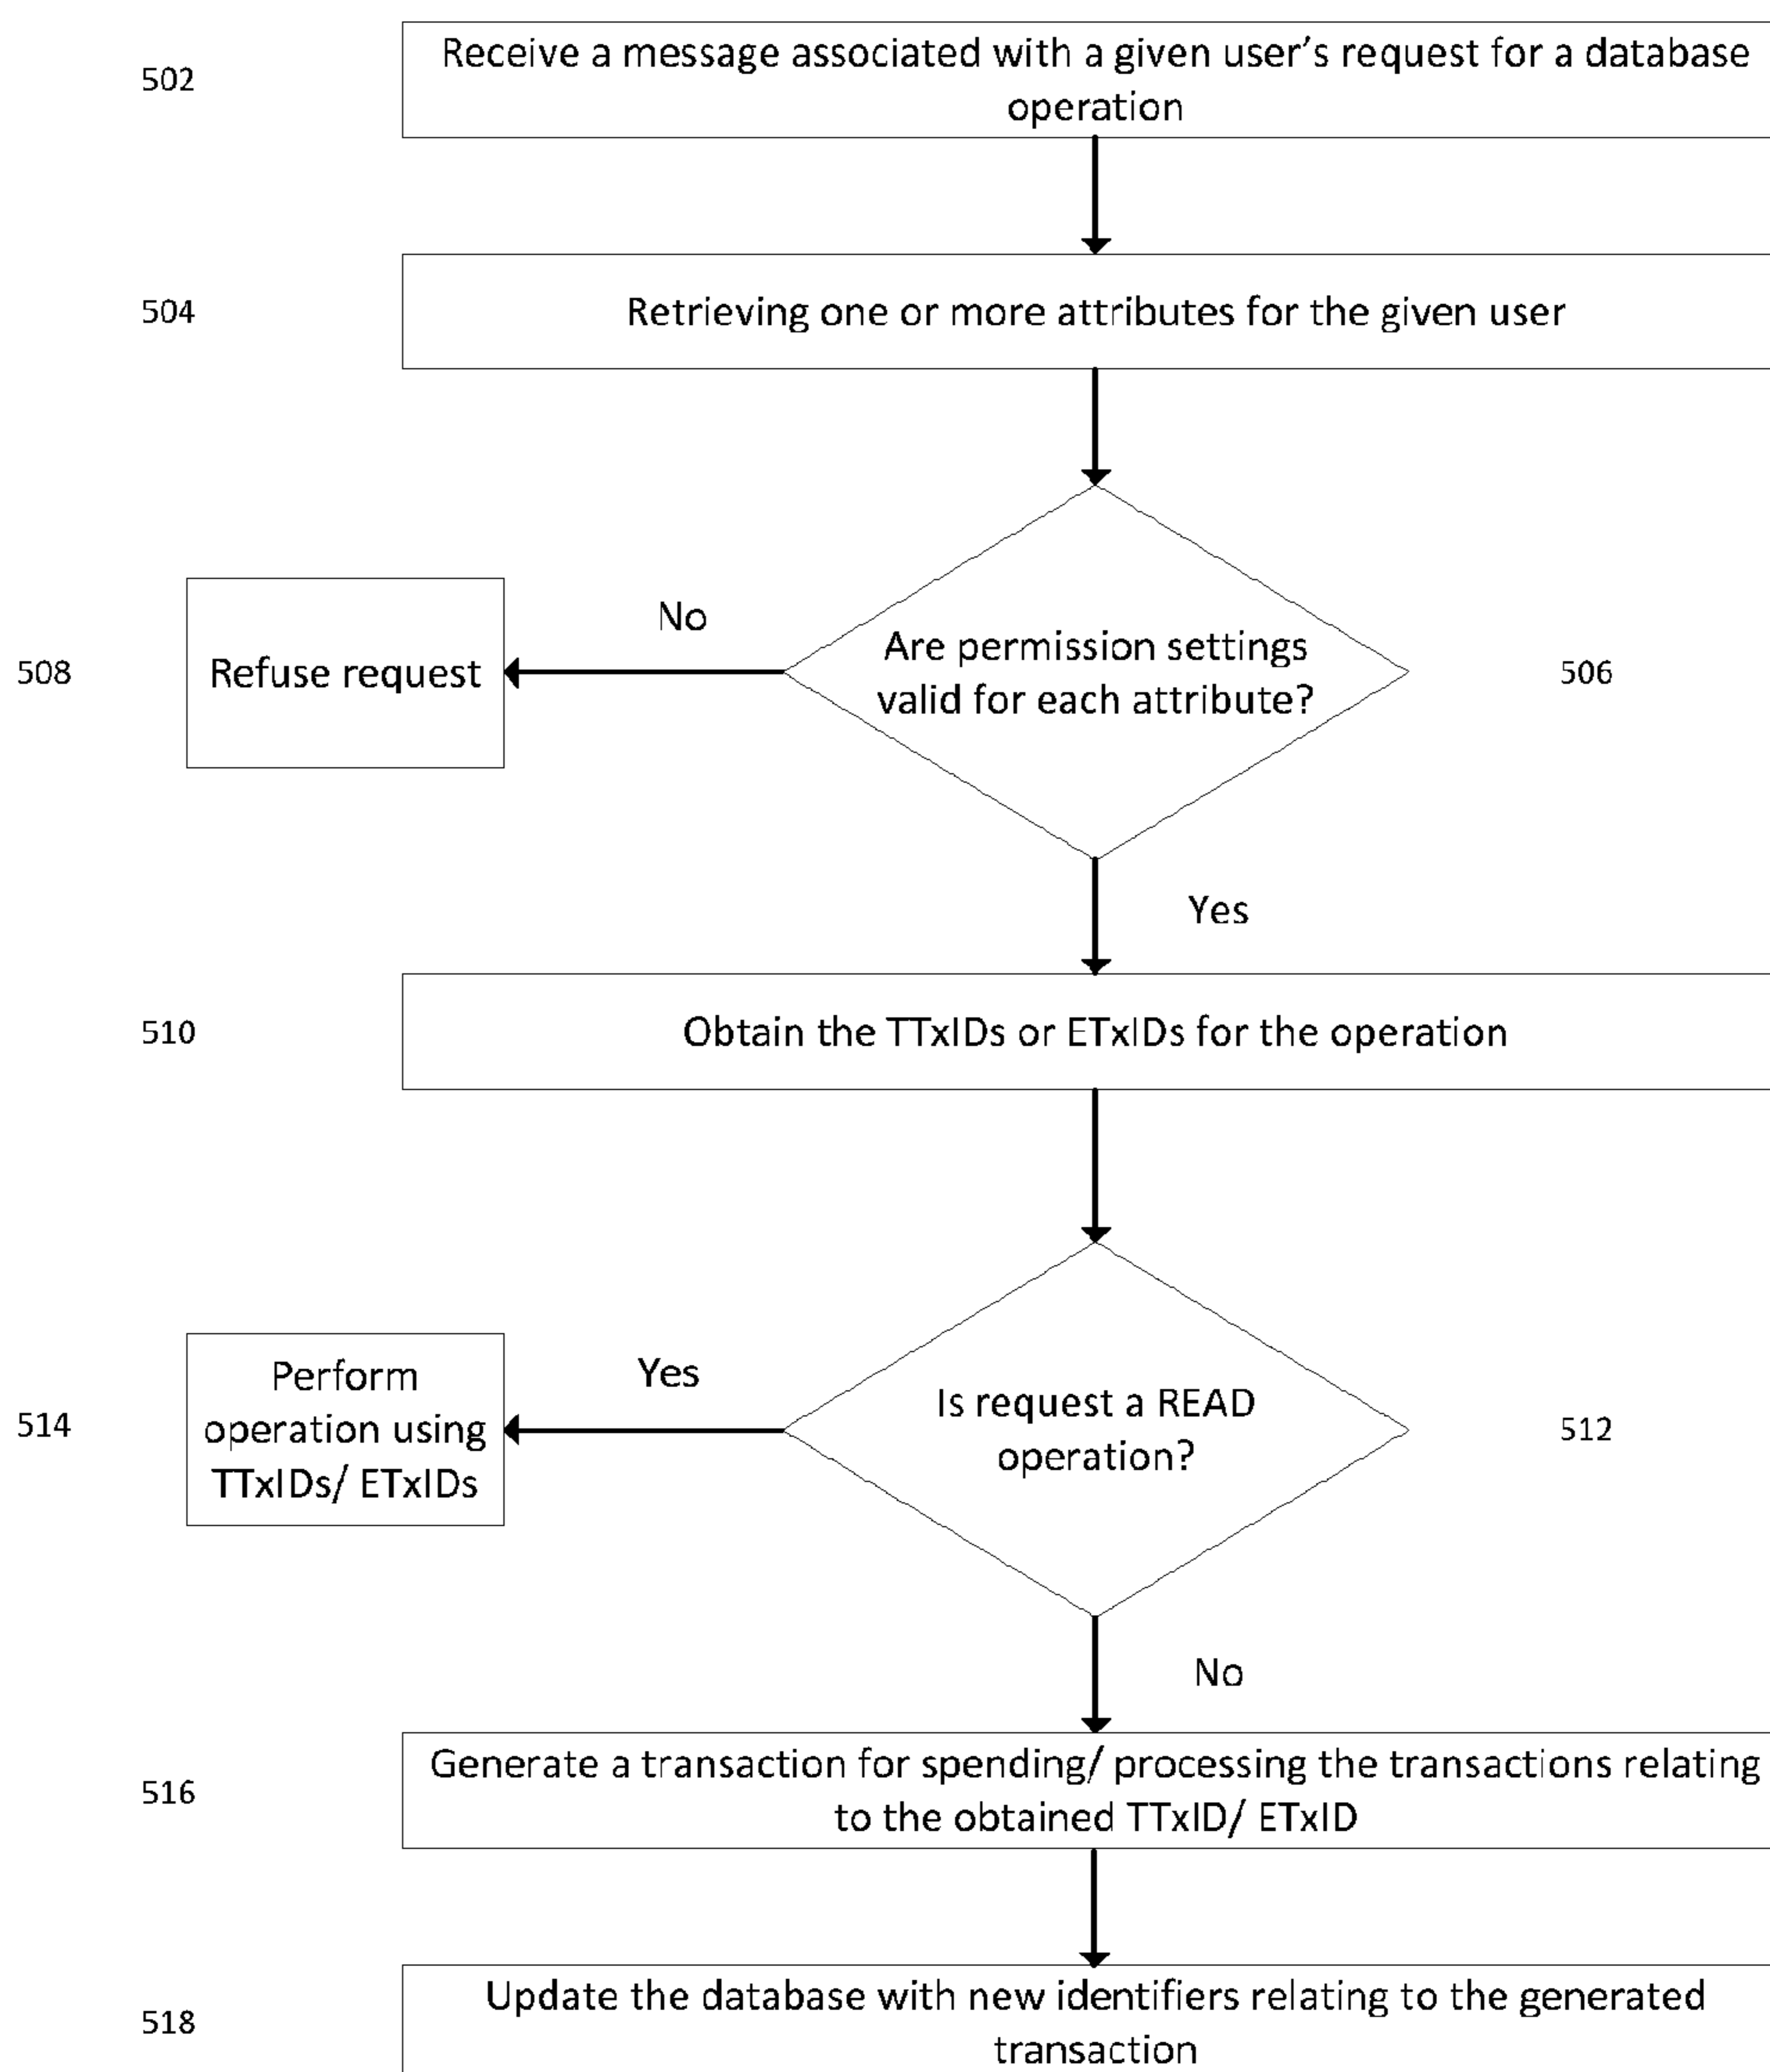 502
Receive a message associated with a given user's request for a database
operation
504
Retrieving one or more attributes for the given user
No
508
Refuse request
Are permission settings
valid for each attribute?
506
Yes
510
Obtain the TTxIDs or ETxIDs for the operation
514
Perform
operation using
TTxIDs/ ETxIDs
Yes
Is request a READ
operation?
512
No
516
Generate a transaction for spending/ processing the transactions relating
to the obtained TTxID/ ETxID
518
Update the database with new identifiers relating to the generated
transaction